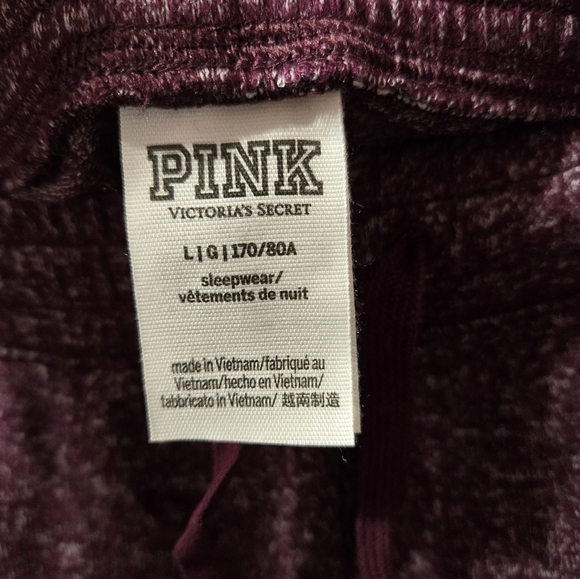 PINK
VICTORIA'S SECRET
L|G|170/80A
sleepwear/
vêtements de nuit
made in Vietnam/fabriqué au
Vietnam/hecho en Vietnam/
fabbricato in Vietnam/ 越南制造